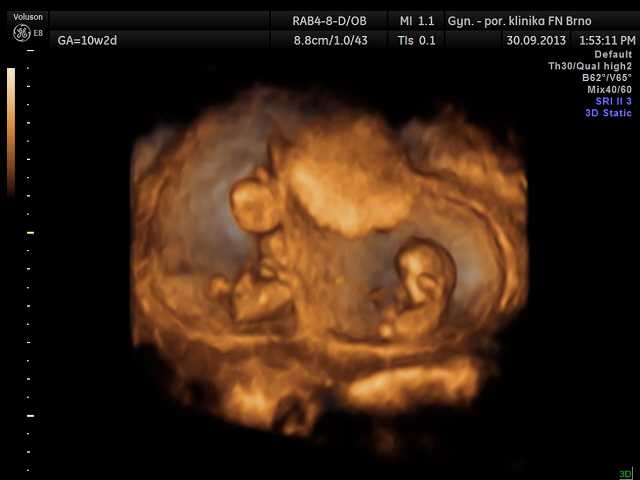 Voluson
GE E8
RAB4-8-D/OB MI 1.1 Gyn. - por. klinika FN Brno
GA=10w2d 8.8cm/1.0/43 TIs 0.1 30.09.2013 1:53:11 PM
Default
Th30/Qual high2
B62°/V65°
Mix40/60
SRI II 3
3D Static
3D